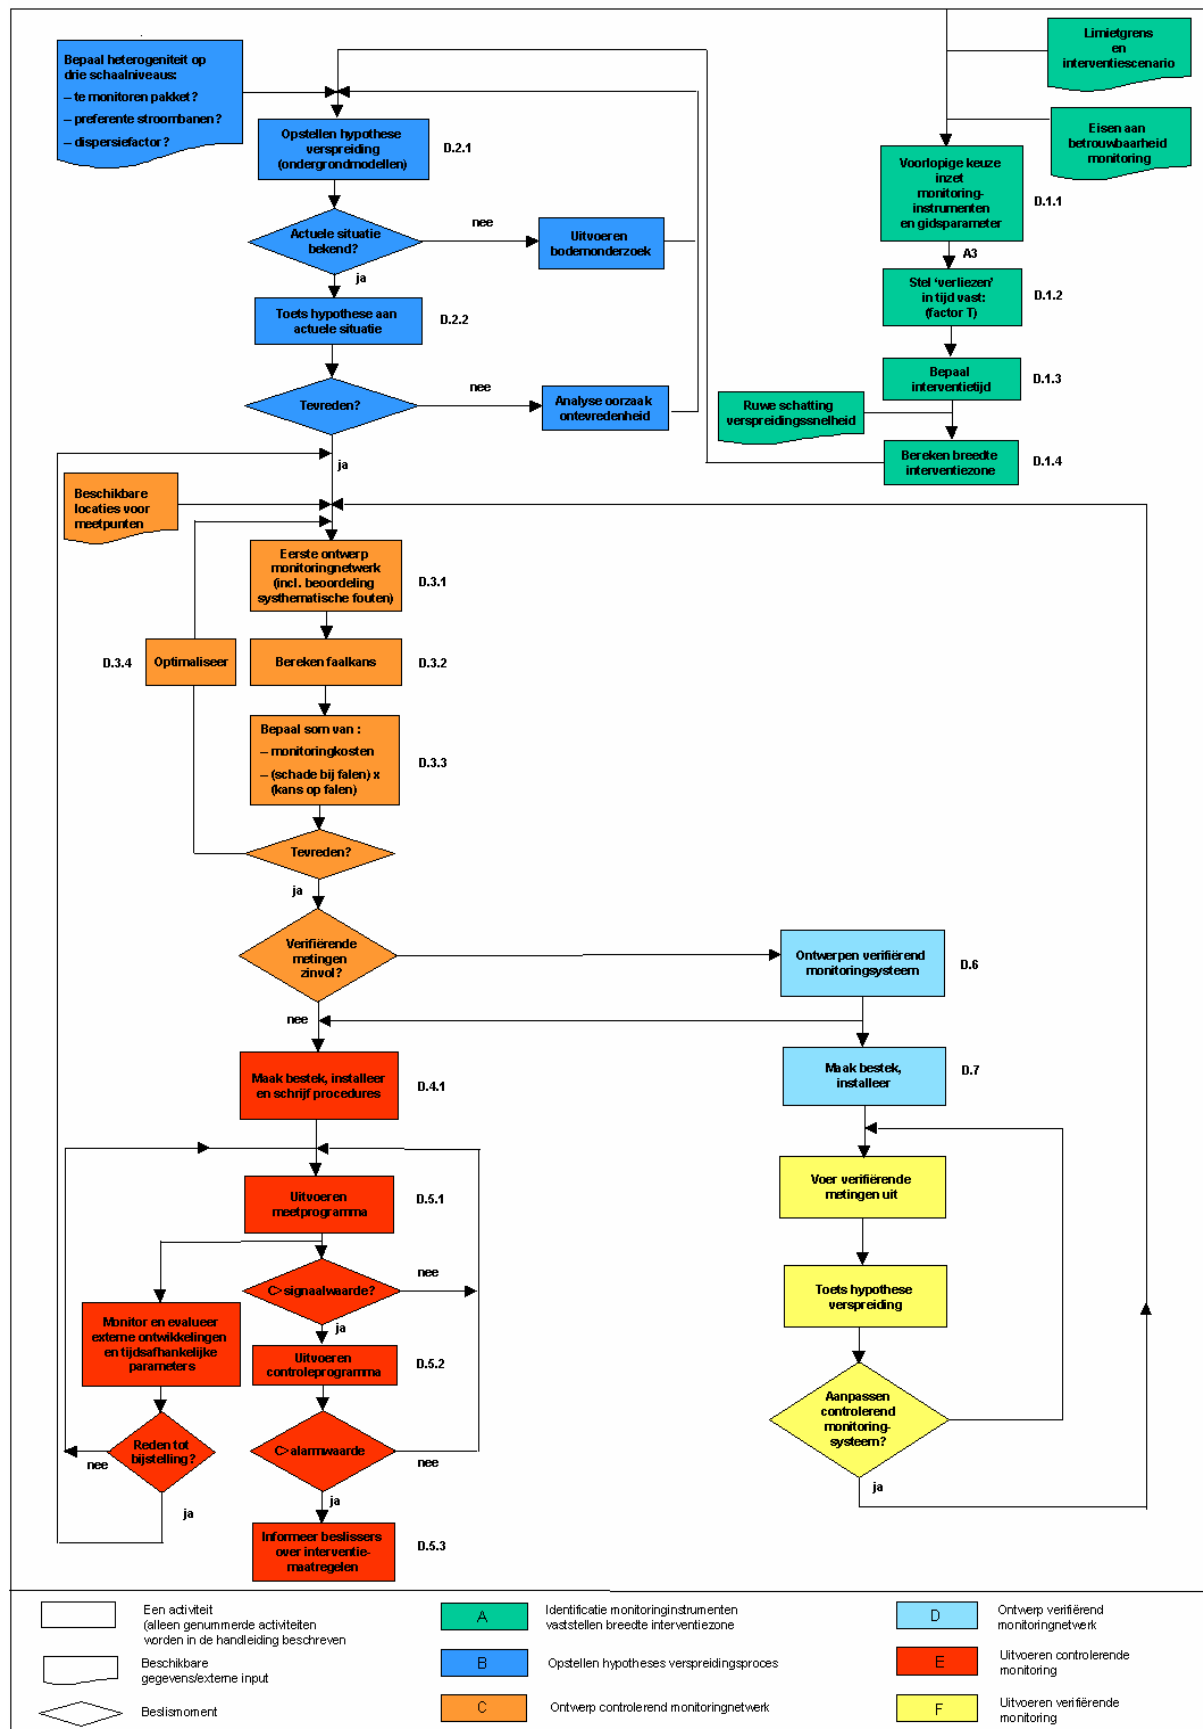 Bepaal heterogeniteit op
drie schaalniveaus:
– te monitoren pakket?
– preferente stroombanen?
– dispersiefactor?
Opstellen hypothese
verspreiding
(ondergrondmodellen)
D.2.1
Actuele situatie
bekend?
nee
Uitvoeren
bodemonderzoek
ja
Toets hypothese aan
actuele situatie
D.2.2
Tevreden?
nee
Analyse oorzaak
ontevredenheid
ja
Limietgrens
en
interventiescenario
Eisen aan
betrouwbaarheid
monitoring
Voorlopige keuze
inzet
monitoring-
instrumenten
en gidsparameter
D.1.1
A3
Stel ‘verliezen’
in tijd vast:
(factor T)
D.1.2
Bepaal
interventietijd
D.1.3
Ruwe schatting
verspreidingssnelheid
Bereken breedte
interventiezone
D.1.4
Beschikbare
locaties voor
meetpunten
Eerste ontwerp
monitoringnetwerk
(incl. beoordeling
systhematische fouten)
D.3.1
D.3.4
Optimaliseer
Bereken faalkans
D.3.2
Bepaal som van :
– monitoringkosten
– (schade bij falen) x
(kans op falen)
D.3.3
Tevreden?
ja
Verifiërende
metingen
zinvol?
nee
Ontwerpen verifiërend
monitoringsysteem
D.6
Maak bestek, installeer
en schrijf procedures
D.4.1
Maak bestek,
installeer
D.7
Uitvoeren
meetprogramma
D.5.1
C>signaalwaarde?
nee
ja
Monitor en evalueer
externe ontwikkelingen
en tijdsafhankelijke
parameters
Uitvoeren
controleprogramma
D.5.2
Reden tot
bijstelling?
nee
ja
C>alarmwaarde
nee
ja
Informeer beslissers
over interventie-
maatregelen
D.5.3
Voer verifiërende
metingen uit
Toets hypothese
verspreiding
Aanpassen
controlerend
monitoring-
systeem?
ja
Een activiteit
(alleen genummerde activiteiten
worden in de handleiding beschreven
Beschikbare
gegevens/externe input
Beslismoment
A
Identificatie monitoringinstrumenten
vaststellen breedte interventiezone
B
Opstellen hypotheses verspreidingsproces
C
Ontwerp controlerend monitoringnetwerk
D
Ontwerp verifiërend
monitoringnetwerk
E
Uitvoeren controlerende
monitoring
F
Uitvoeren verifiërende
monitoring